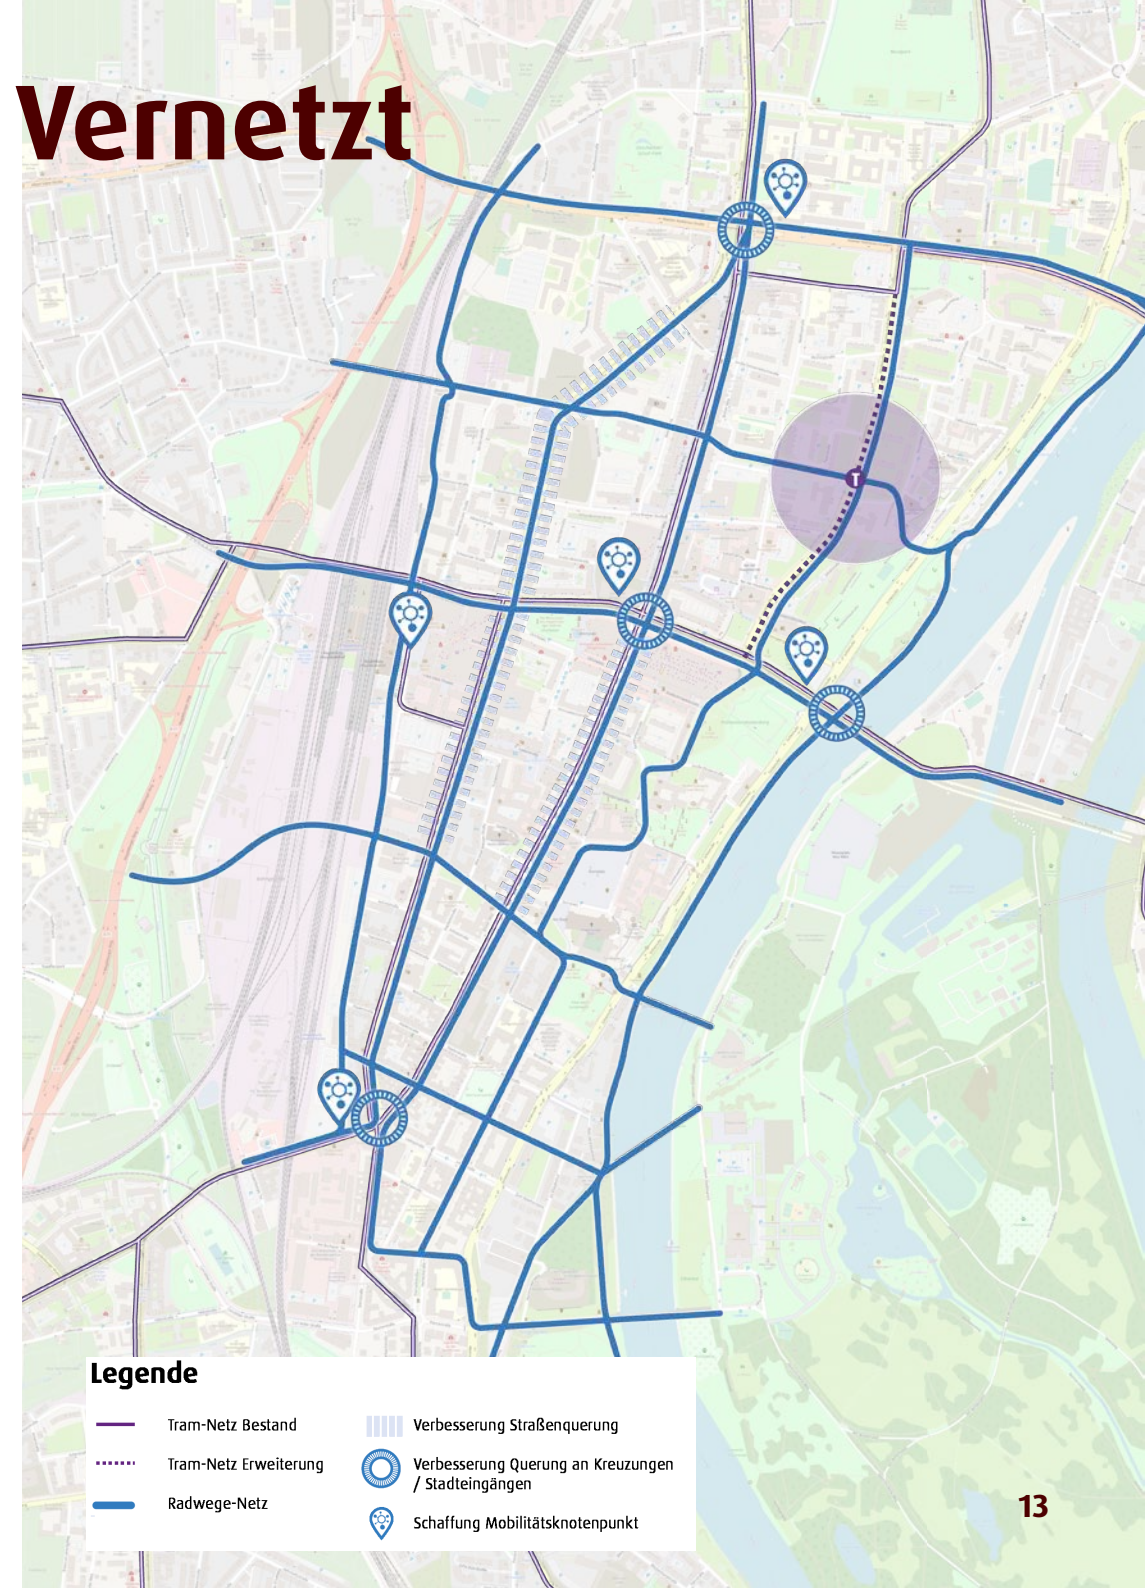 Vernetzt
T
Legende
Tram-Netz Bestand
Tram-Netz Erweiterung
Radwege-Netz
Verbesserung Straßenquerung
Verbesserung Querung an Kreuzungen
/ Stadteingängen
Schaffung Mobilitätsknotenpunkt
13